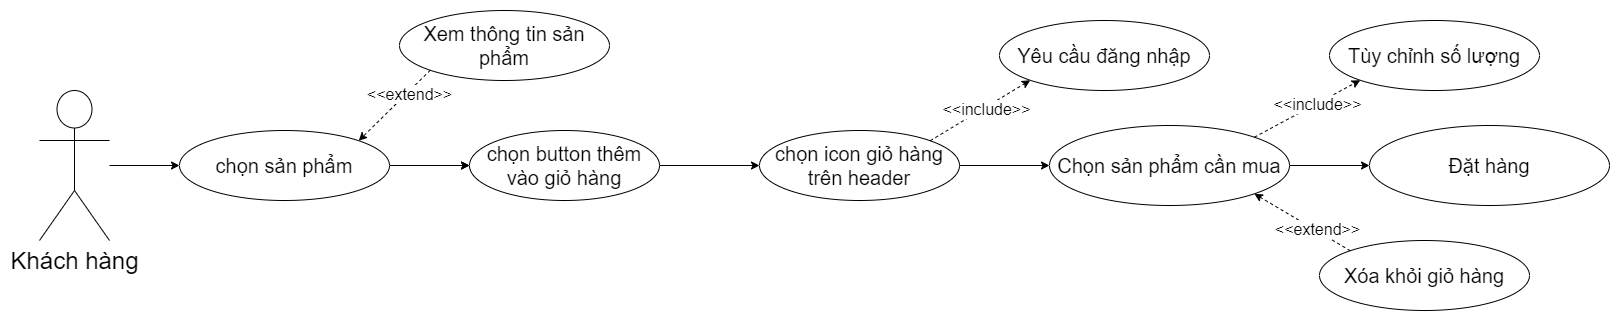 Xem thông tin sản
phẩm
<<extend>>
Khách hàng
chọn sản phẩm
chọn button thêm
vào giỏ hàng
chọn icon giỏ hàng
trên header
Yêu cầu đăng nhập
<<include>>
Chọn sản phẩm cần mua
Tùy chỉnh số lượng
<<include>>
Đặt hàng
<<extend>>
Xóa khỏi giỏ hàng